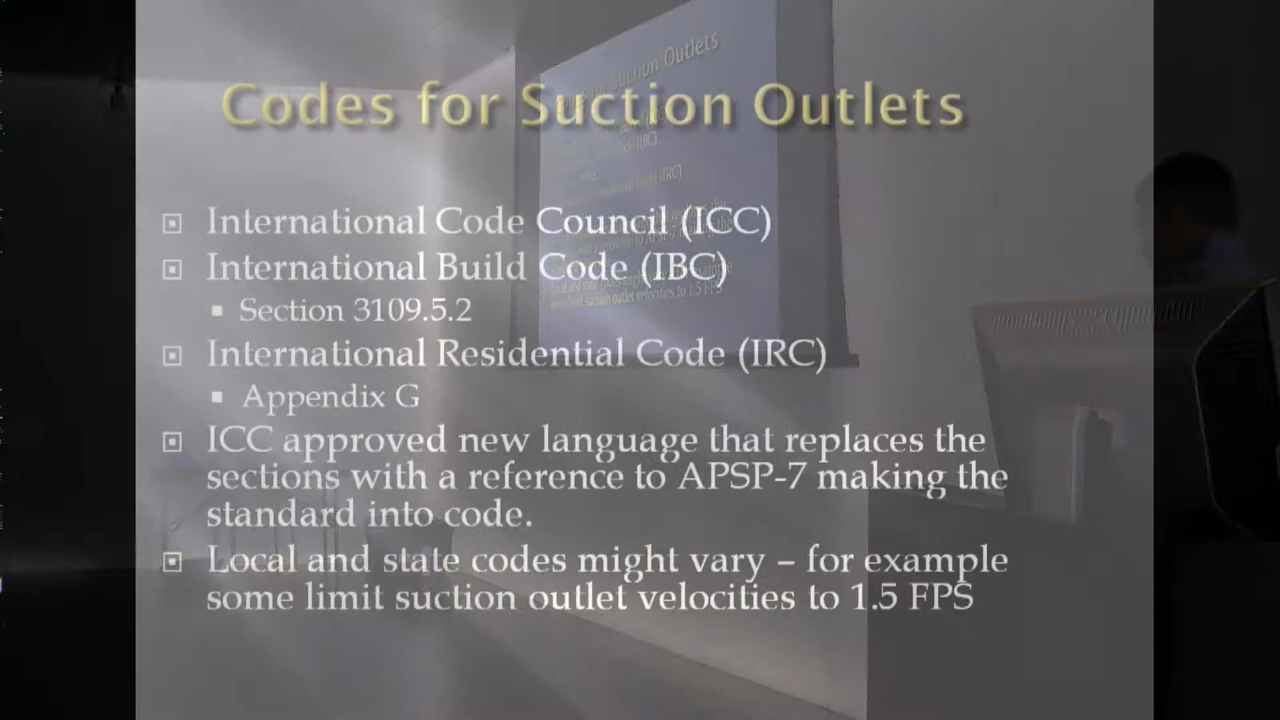 Codes for Suction Outlets
International Code Council (ICC)
International Build Code (IBC)
Section 3109.5.2
International Residential Code (IRC)
Appendix G
ICC approved new language that replaces the
sections with a reference to APSP-7 making the
standard into code.
Local and state codes might vary – for example
some limit suction outlet velocities to 1.5 FPS